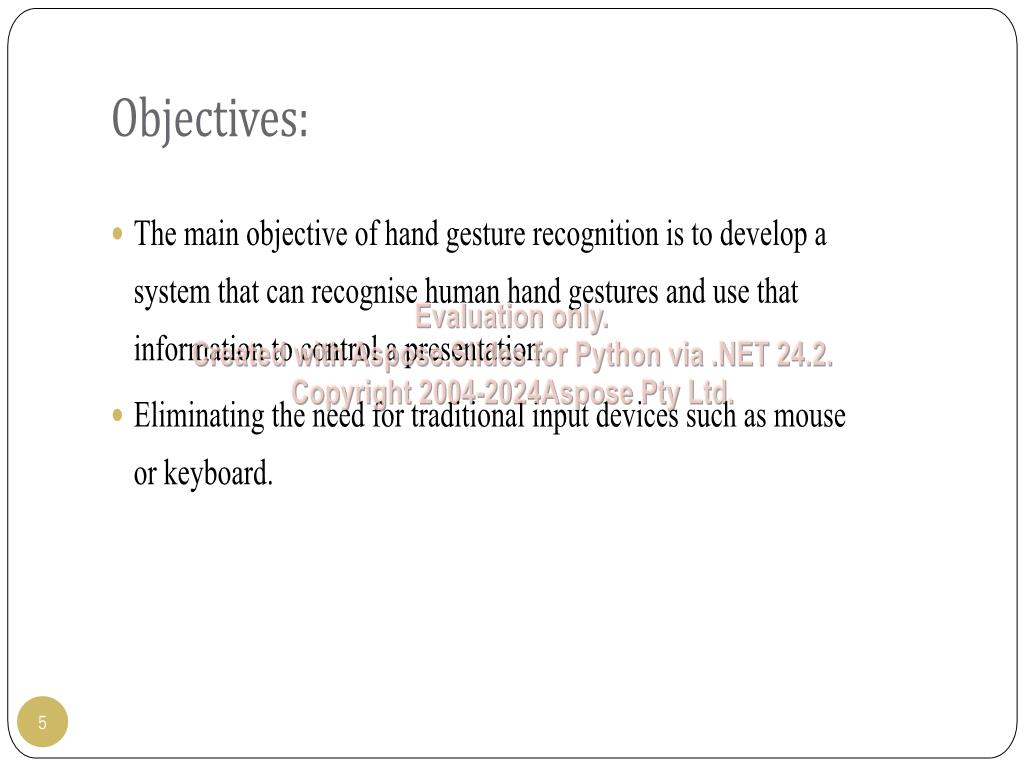 Objectives:
The main objective of hand gesture recognition is to develop a
system that can recognise human hand gestures and use that
Evaluation only.
information to control a presentation.
Created with Aspose.Slides for Python via .NET 24.2.
Copyright 2004-2024Aspose Pty Ltd.
Eliminating the need for traditional input devices such as mouse
or keyboard.
5